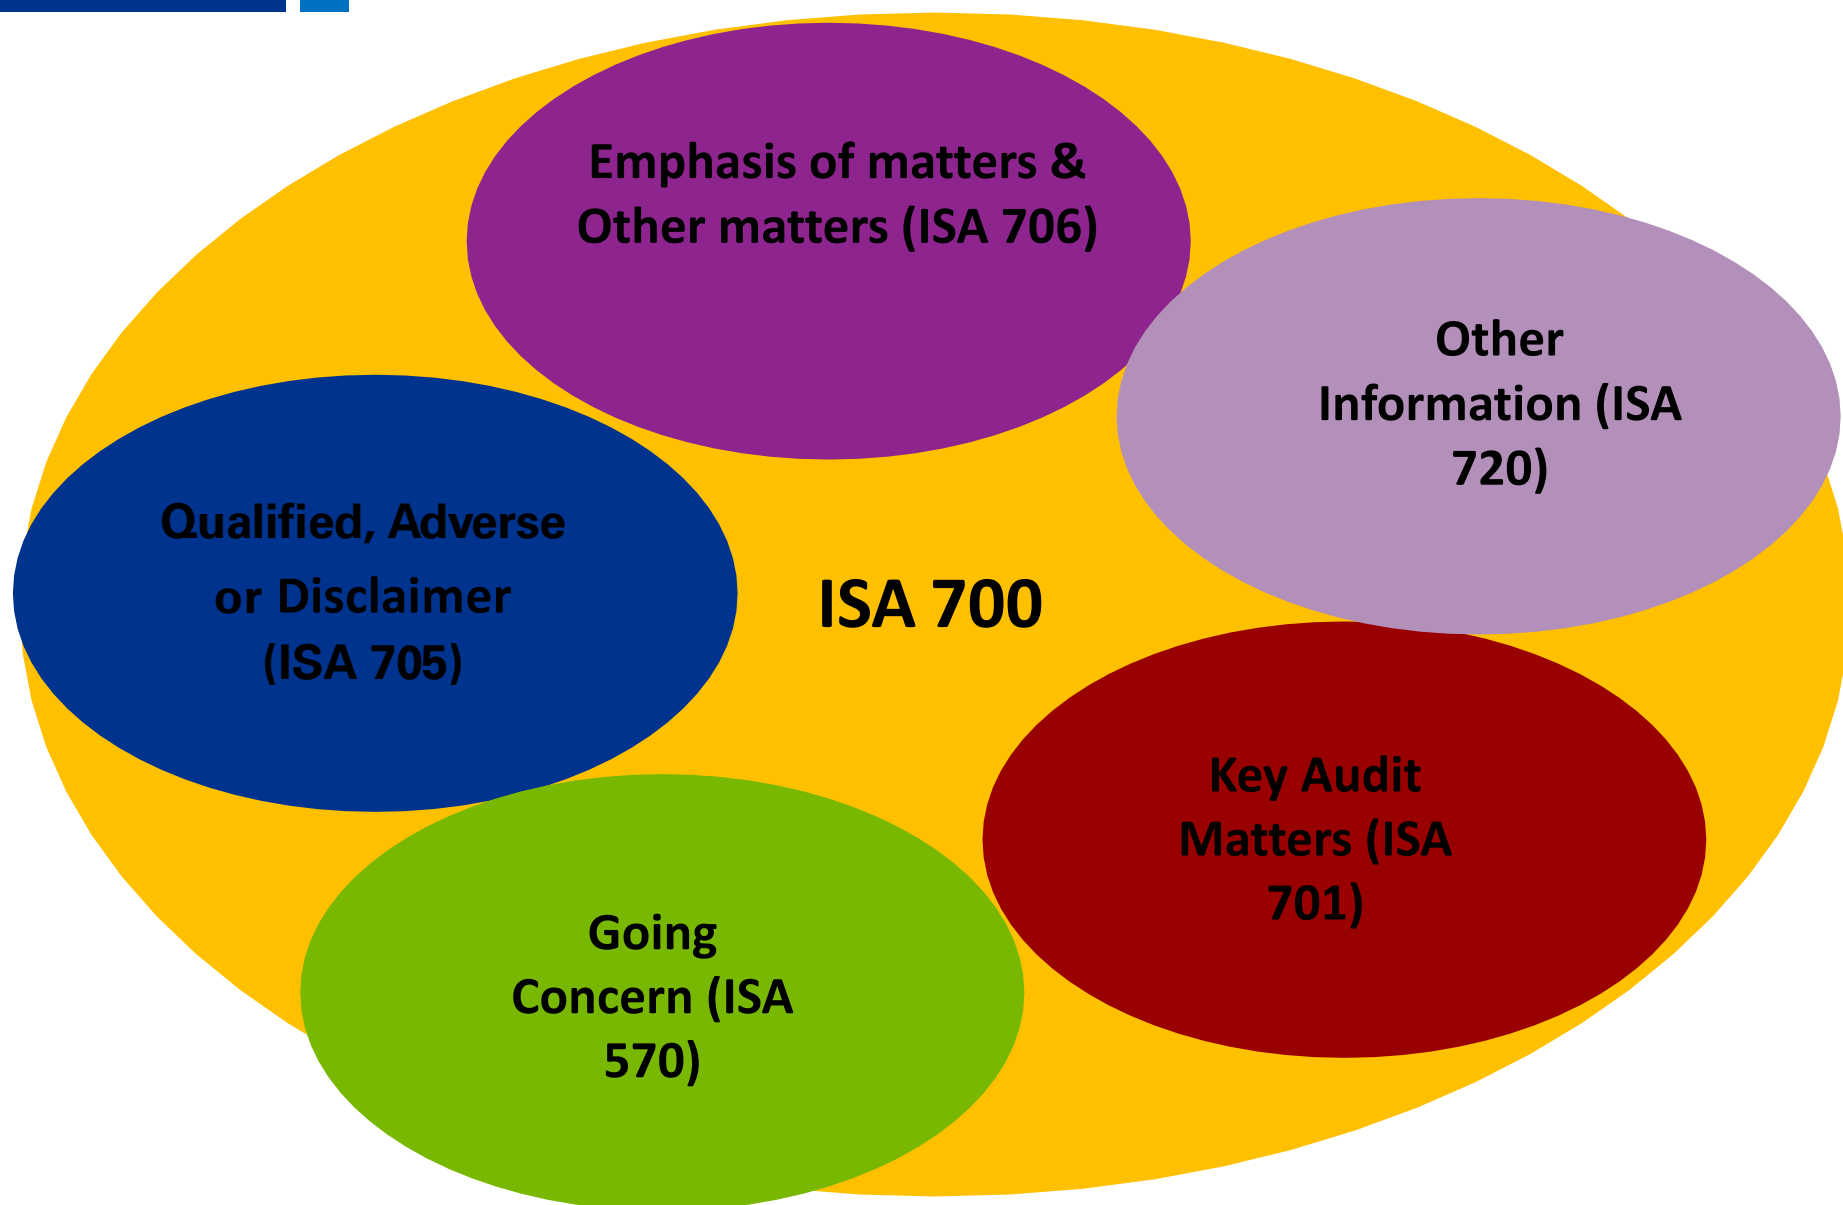 Emphasis of matters &
Other matters (ISA 706)
Other
Information (ISA
720)
Qualified, Adverse
or Disclaimer
(ISA 705)
ISA 700
Key Audit
Matters (ISA
701)
Going
Concern (ISA
570)